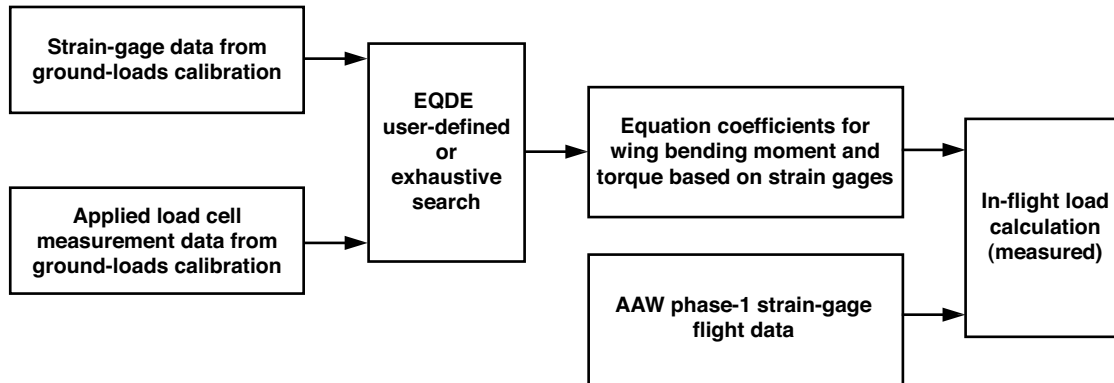 Strain-gage data from
ground-loads calibration
Applied load cell
measurement data from
ground-loads calibration
EQDE
user-defined
or
exhaustive
search
Equation coefficients for
wing bending moment and
torque based on strain gages
AAW phase-1 strain-gage
flight data
In-flight load
calculation
(measured)